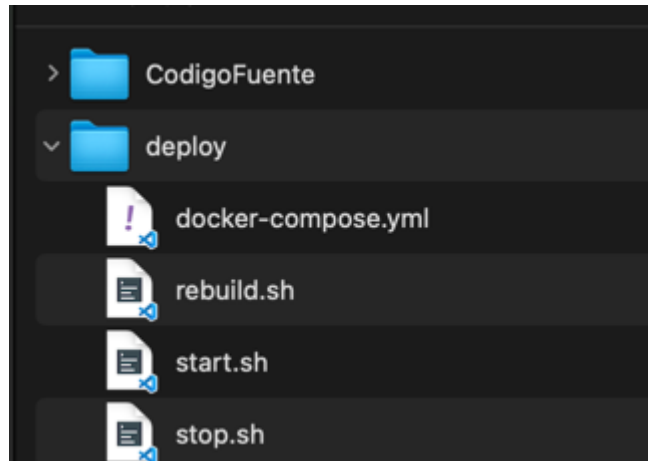 CodigoFuente
deploy
docker-compose.yml
rebuild.sh
start.sh
stop.sh